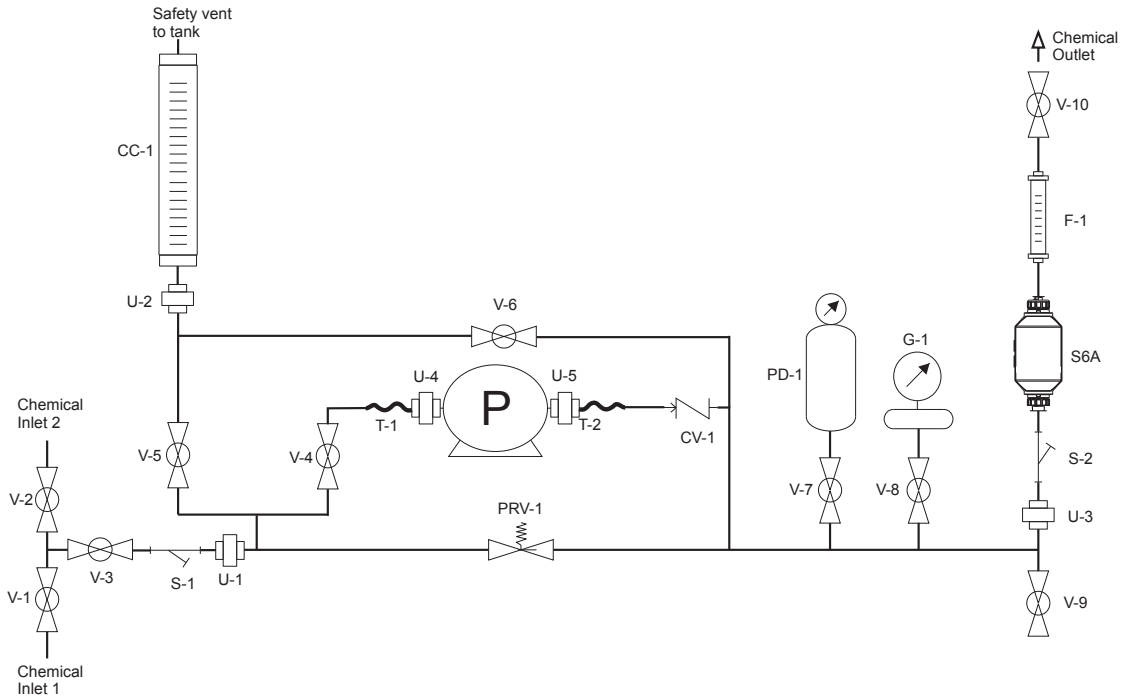 Safety vent
to tank
Chemical
Outlet
V-10
CC-1
F-1
U-2
V-6
G-1
S6A
PD-1
U-4
U-5
P
Chemical
Inlet 2
T-1
T-2
CV-1
V-5
V-4
S-2
V-2
V-7
V-8
PRV-1
U-3
V-3
S-1
U-1
V-1
V-9
Chemical
Inlet 1